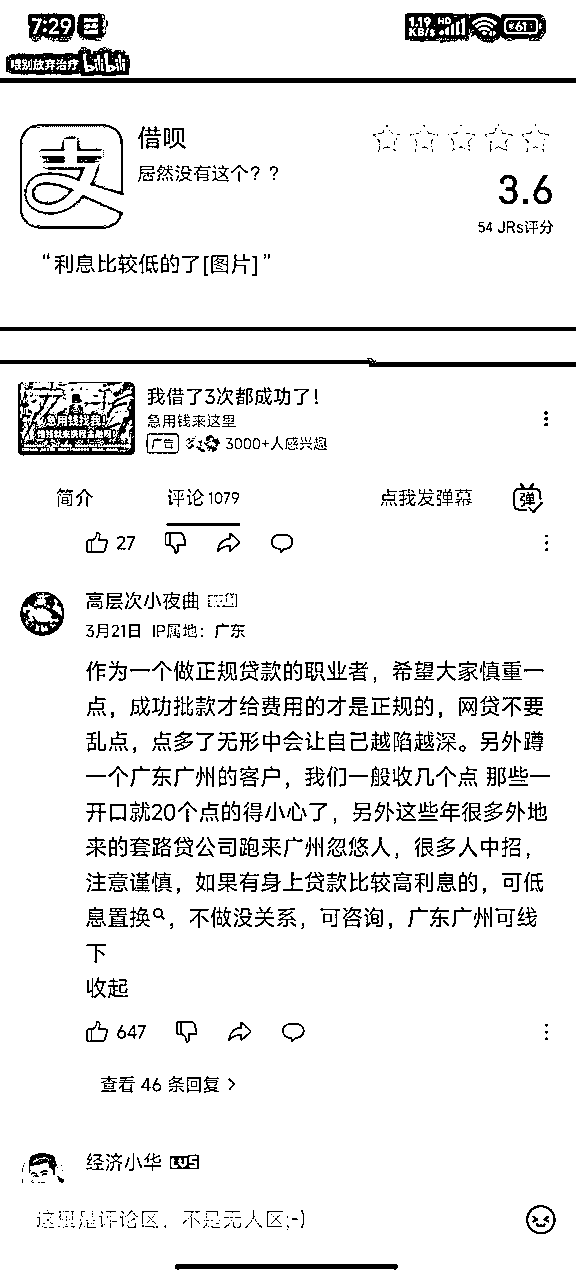 7:29
1.19 KB/s HD 61
bilibili
借呗
居然没有这个？？
3.6
54 JRs评分
“利息比较低的了[图片]”
我借了3次都成功了！
急用钱来这里
广告 3000+人感兴趣
简介 评论 1079 点我发弹幕 弹
27
高层次小夜曲
3月21日 IP属地：广东
作为一个做正规贷款的职业者，希望大家慎重一
点，成功批款才给费用的才是正规的，网贷不要
乱点，点多了无形中会让自己越陷越深。另外蹲
一个广东广州的客户，我们一般收几个点 那些一
开口就20个点的得小心了，另外这些年很多外地
来的套路贷公司跑来广州忽悠人，很多人中招，
注意谨慎，如果有身上贷款比较高利息的，可低
息置换，不做没关系，可咨询，广东广州可线
下
收起
647
查看 46 条回复 >
经济小华 LV5
这里是评论区，不是无人区;-)